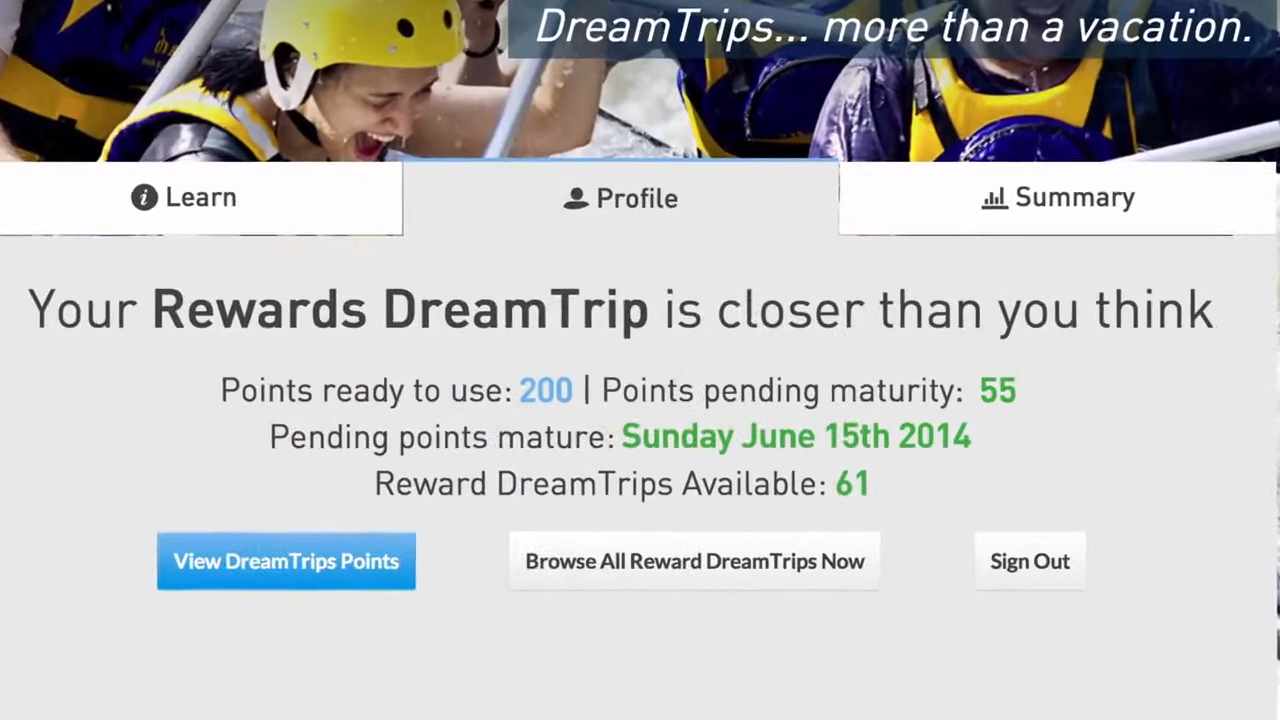 DreamTrips... more than a vacation.
Learn
Profile
Summary
Your Rewards DreamTrip is closer than you think
Points ready to use: 200 | Points pending maturity: 55
Pending points mature: Sunday June 15th 2014
Reward DreamTrips Available: 61
View DreamTrips Points
Browse All Reward DreamTrips Now
Sign Out